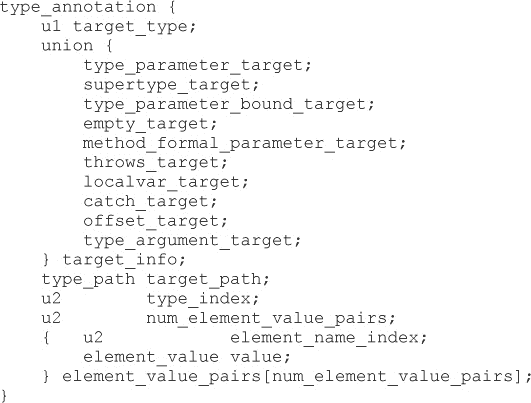 type_annotation {
    u1 target_type;
    union {
        type_parameter_target;
        supertype_target;
        type_parameter_bound_target;
        empty_target;
        method_formal_parameter_target;
        throws_target;
        localvar_target;
        catch_target;
        offset_target;
        type_argument_target;
    } target_info;
    type_path target_path;
    u2        type_index;
    u2        num_element_value_pairs;
    {   u2            element_name_index;
        element_value value;
    } element_value_pairs[num_element_value_pairs];
}